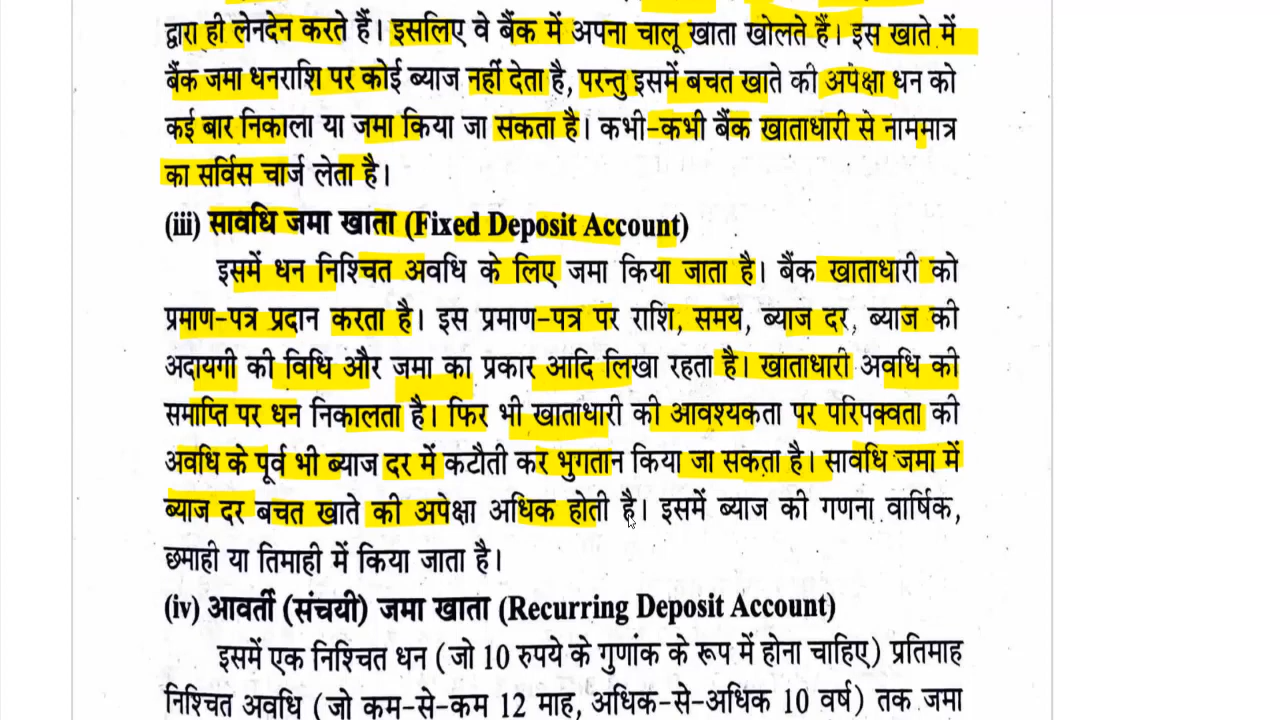 द्वारा ही लेनदेन करते हैं। इसलिए वे बैंक में अपना चालू खाता खोलते हैं। इस खाते में
बैंक जमा धनराशि पर कोई ब्याज नहीं देता है, परन्तु इसमें बचत खाते की अपेक्षा धन को
कई बार निकाला या जमा किया जा सकता है। कभी-कभी बैंक खाताधारी से नाममात्र
का सर्विस चार्ज लेता है।
(iii) सावधि जमा खाता (Fixed Deposit Account)
इसमें धन निश्चित अवधि के लिए जमा किया जाता है। बैंक खाताधारी को
प्रमाण-पत्र प्रदान करता है। इस प्रमाण-पत्र पर राशि, समय, ब्याज दर, ब्याज की
अदायगी की विधि और जमा का प्रकार आदि लिखा रहता है। खाताधारी अवधि की
समाप्ति पर धन निकालता है। फिर भी खाताधारी की आवश्यकता पर परिपक्वता की
अवधि के पूर्व भी ब्याज दर में कटौती कर भुगतान किया जा सकता है। सावधि जमा में
ब्याज दर बचत खाते की अपेक्षा अधिक होती है। इसमें ब्याज की गणना वार्षिक,
छमाही या तिमाही में किया जाता है।
(iv) आवर्ती (संचयी) जमा खाता (Recurring Deposit Account)
इसमें एक निश्चित धन (जो 10 रुपये के गुणांक के रूप में होना चाहिए) प्रतिमाह
निश्चित अवधि (जो कम-से-कम 12 माह, अधिक-से-अधिक 10 वर्ष) तक जमा